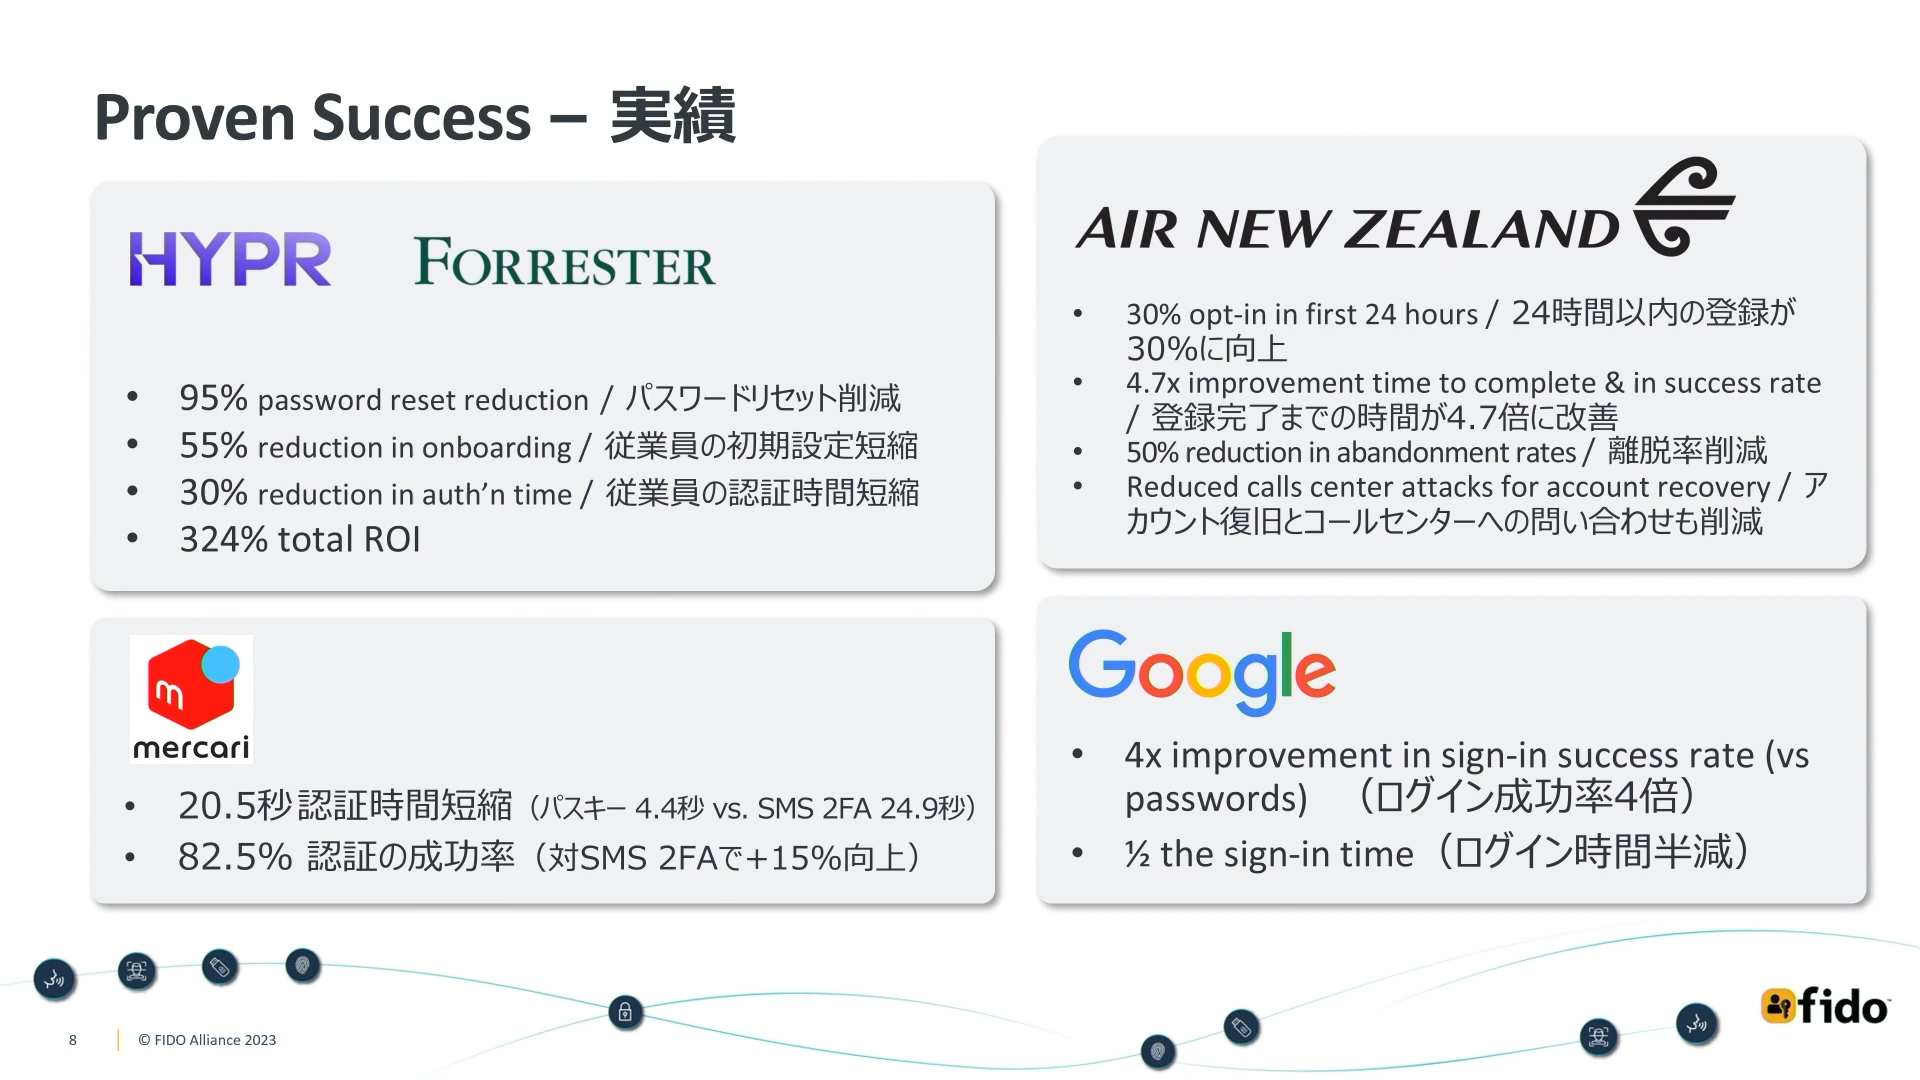 Proven Success – 実績
HYPR FORRESTER
• 95% password reset reduction / パスワードリセット削減
• 55% reduction in onboarding / 従業員の初期設定短縮
• 30% reduction in auth’n time / 従業員の認証時間短縮
• 324% total ROI
AIR NEW ZEALAND
• 30% opt-in in first 24 hours / 24時間以内の登録が
30%に向上
• 4.7x improvement time to complete & in success rate
/ 登録完了までの時間が4.7倍に改善
• 50% reduction in abandonment rates / 離脱率削減
• Reduced calls center attacks for account recovery / ア
カウント復旧とコールセンターへの問い合わせも削減
m
mercari
• 20.5秒認証時間短縮（パスキー 4.4秒 vs. SMS 2FA 24.9秒）
• 82.5% 認証の成功率（対SMS 2FAで+15%向上）
Google
• 4x improvement in sign-in success rate (vs
passwords) （ログイン成功率4倍）
• ½ the sign-in time（ログイン時間半減）
8 © FIDO Alliance 2023
fido™